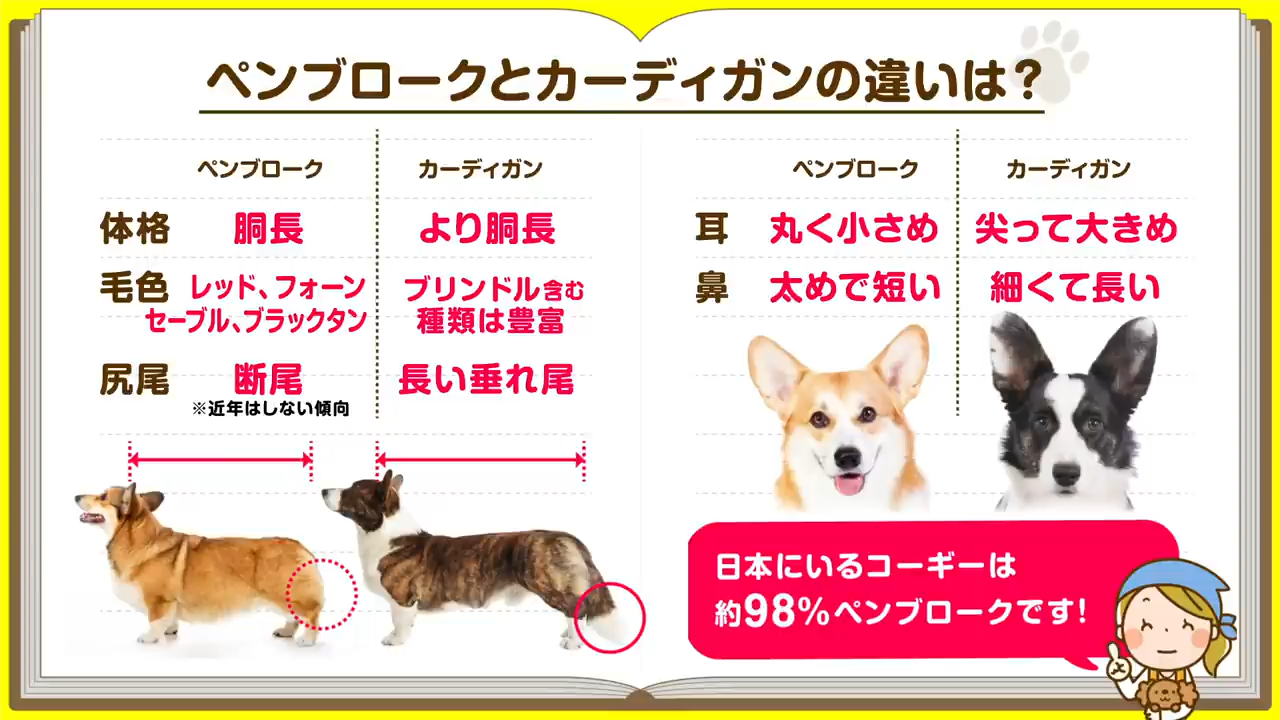 ペンブロークとカーディガンの違いは？
ペンブローク カーディガン
体格 胴長 より胴長
毛色 レッド、フォーン ブリンドル含む
セーブル、ブラックタン 種類は豊富
尻尾 断尾 長い垂れ尾
※近年はしない傾向
ペンブローク カーディガン
耳 丸く小さめ 尖って大きめ
鼻 太めで短い 細くて長い
日本にいるコーギーは
約98%ペンブロークです!